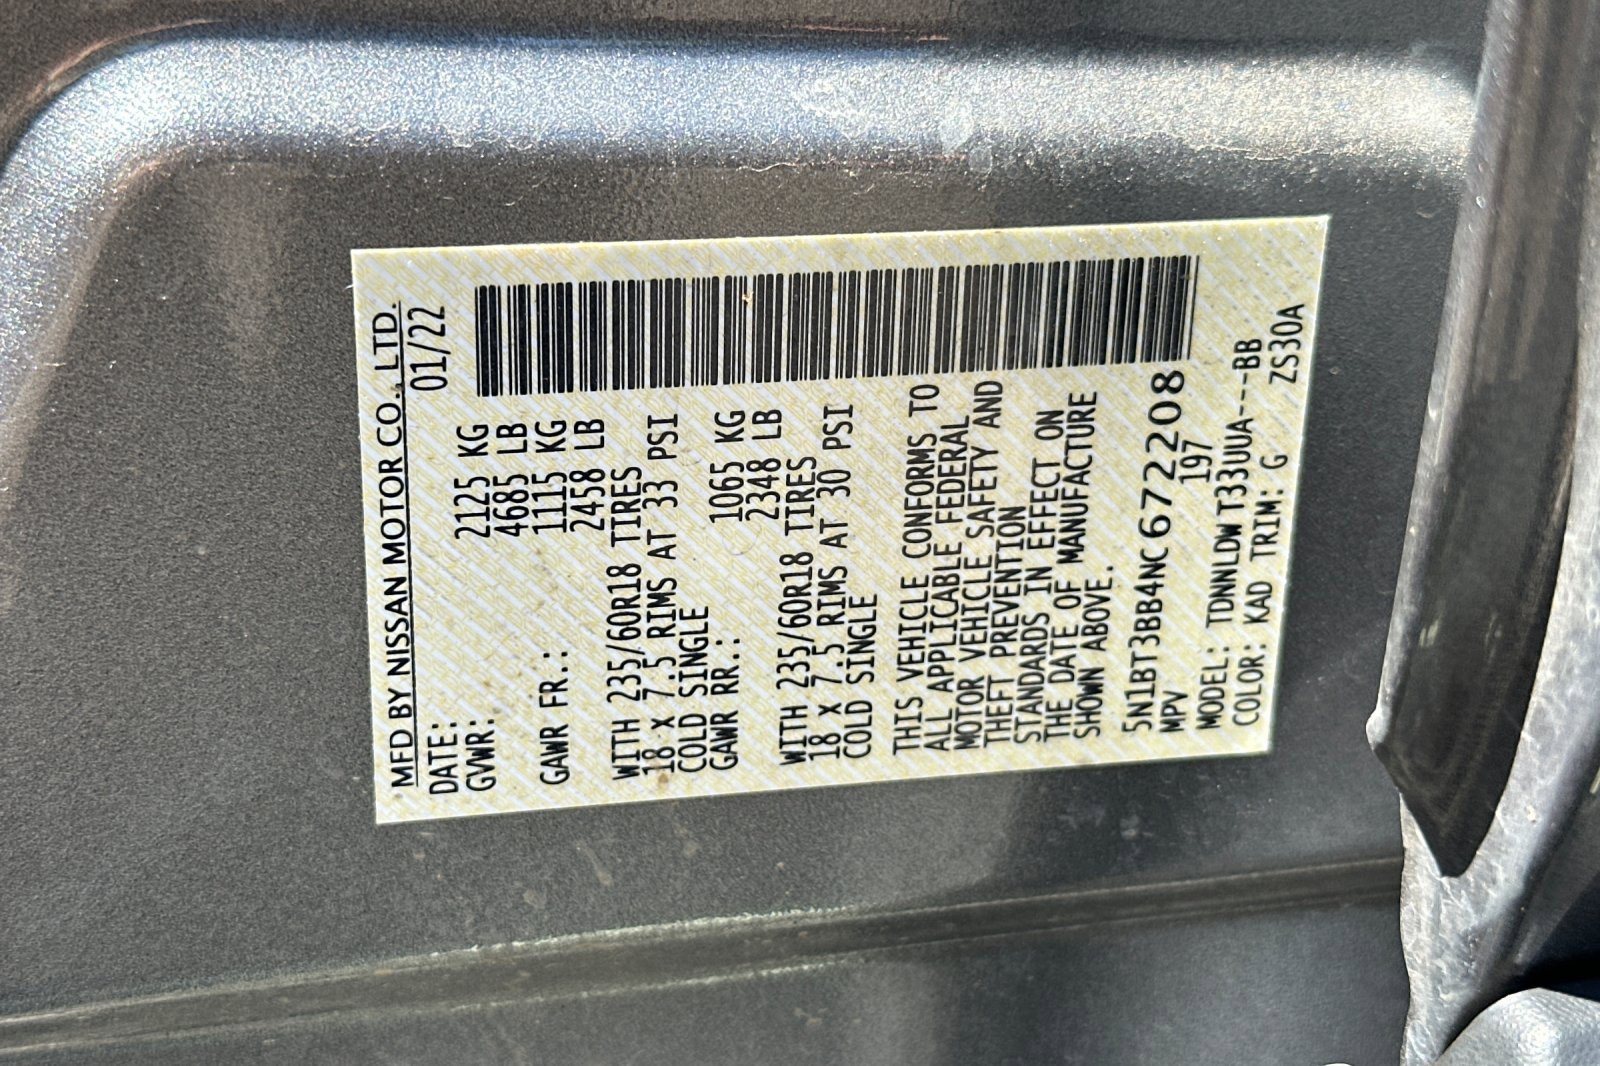 MFD BY NISSAN MOTOR CO., LTD.
DATE: 01/22
GVWR: 2125 KG
4685 LB
GAWR FR.: 1115 KG
2458 LB
WITH 235/60R18 TIRES
18 x 7.5 RIMS AT 33 PSI
COLD SINGLE
GAWR RR.: 1065 KG
2348 LB
WITH 235/60R18 TIRES
18 x 7.5 RIMS AT 30 PSI
COLD SINGLE
THIS VEHICLE CONFORMS TO
ALL APPLICABLE FEDERAL
MOTOR VEHICLE SAFETY AND
THEFT PREVENTION
STANDARDS IN EFFECT ON
THE DATE OF MANUFACTURE
SHOWN ABOVE.
5N1BT3BB4NC672208
MPV 197
MODEL: TDNNLDW T33UUA---BB
COLOR: KAD TRIM: G ZS30A